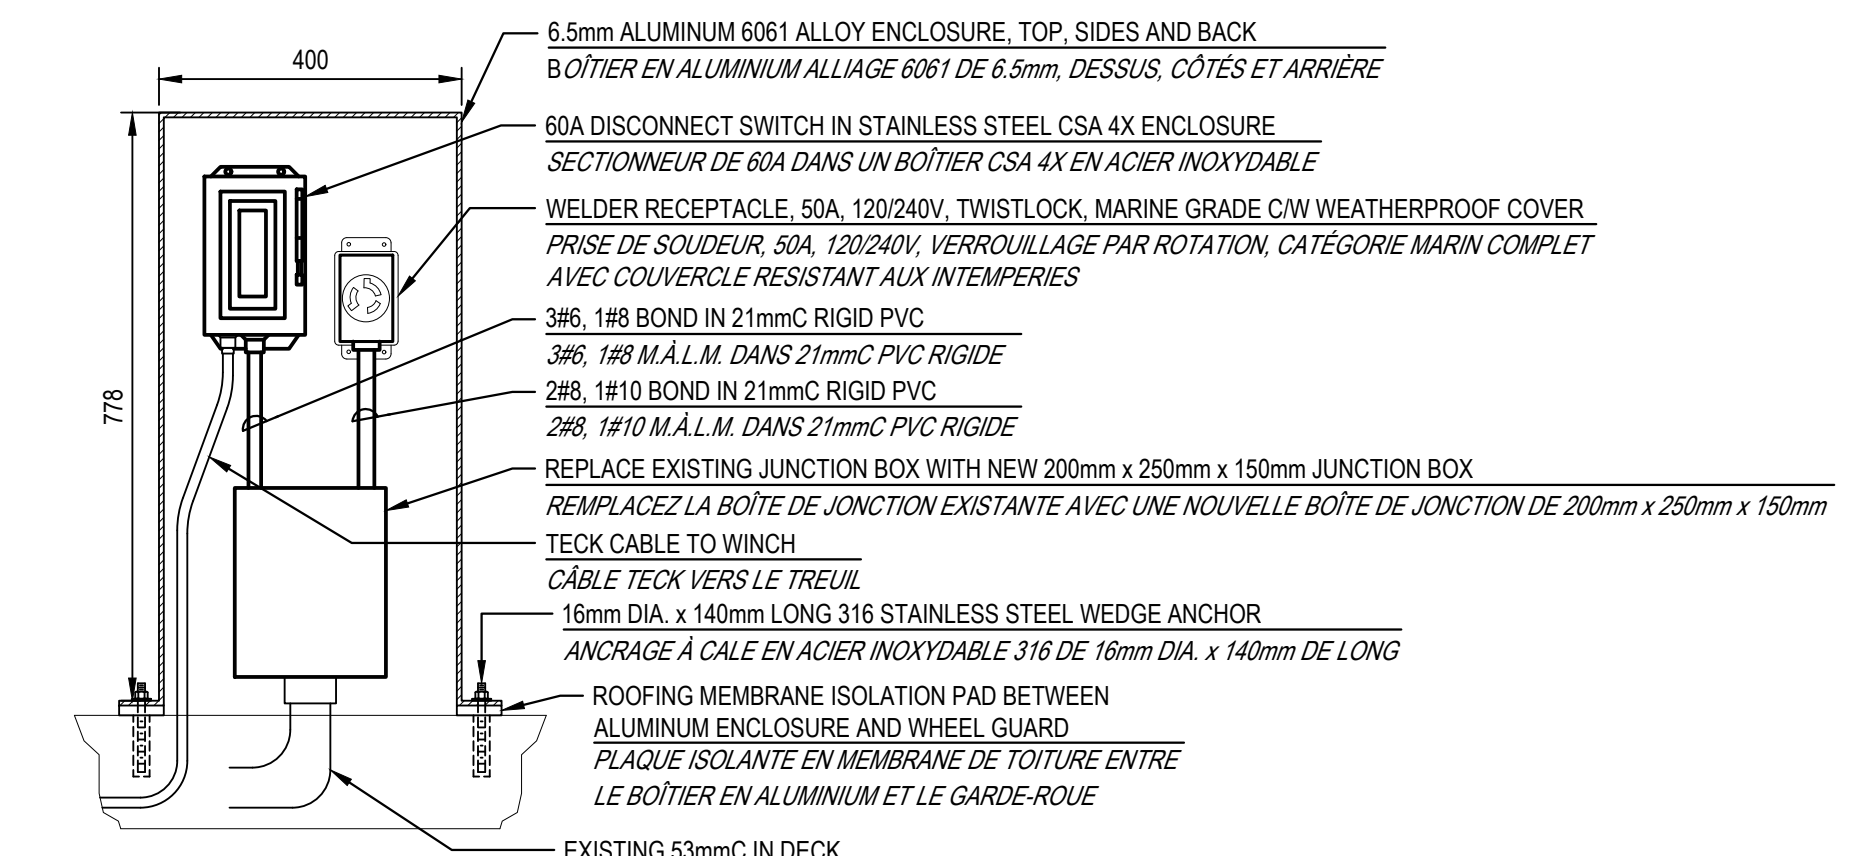 400
778
6.5mm ALUMINUM 6061 ALLOY ENCLOSURE, TOP, SIDES AND BACK
BOÎTIER EN ALUMINIUM ALLIAGE 6061 DE 6.5mm, DESSUS, CÔTÉS ET ARRIÈRE
60A DISCONNECT SWITCH IN STAINLESS STEEL CSA 4X ENCLOSURE
SECTIONNEUR DE 60A DANS UN BOÎTIER CSA 4X EN ACIER INOXYDABLE
WELDER RECEPTACLE, 50A, 120/240V, TWISTLOCK, MARINE GRADE C/W WEATHERPROOF COVER
PRISE DE SOUDEUR, 50A, 120/240V, VERROUILLAGE PAR ROTATION, CATÉGORIE MARIN COMPLET
AVEC COUVERCLE RESISTANT AUX INTEMPERIES
3#6, 1#8 BOND IN 21mmC RIGID PVC
3#6, 1#8 M.À.L.M. DANS 21mmC PVC RIGIDE
2#8, 1#10 BOND IN 21mmC RIGID PVC
2#8, 1#10 M.À.L.M. DANS 21mmC PVC RIGIDE
REPLACE EXISTING JUNCTION BOX WITH NEW 200mm x 250mm x 150mm JUNCTION BOX
REMPLACEZ LA BOÎTE DE JONCTION EXISTANTE AVEC UNE NOUVELLE BOÎTE DE JONCTION DE 200mm x 250mm x 150mm
TECK CABLE TO WINCH
CÂBLE TECK VERS LE TREUIL
16mm DIA. x 140mm LONG 316 STAINLESS STEEL WEDGE ANCHOR
ANCRAGE À CALE EN ACIER INOXYDABLE 316 DE 16mm DIA. x 140mm DE LONG
ROOFING MEMBRANE ISOLATION PAD BETWEEN
ALUMINUM ENCLOSURE AND WHEEL GUARD
PLAQUE ISOLANTE EN MEMBRANE DE TOITURE ENTRE
LE BOÎTIER EN ALUMINIUM ET LE GARDE-ROUE
EXISTING 53mmC IN DECK